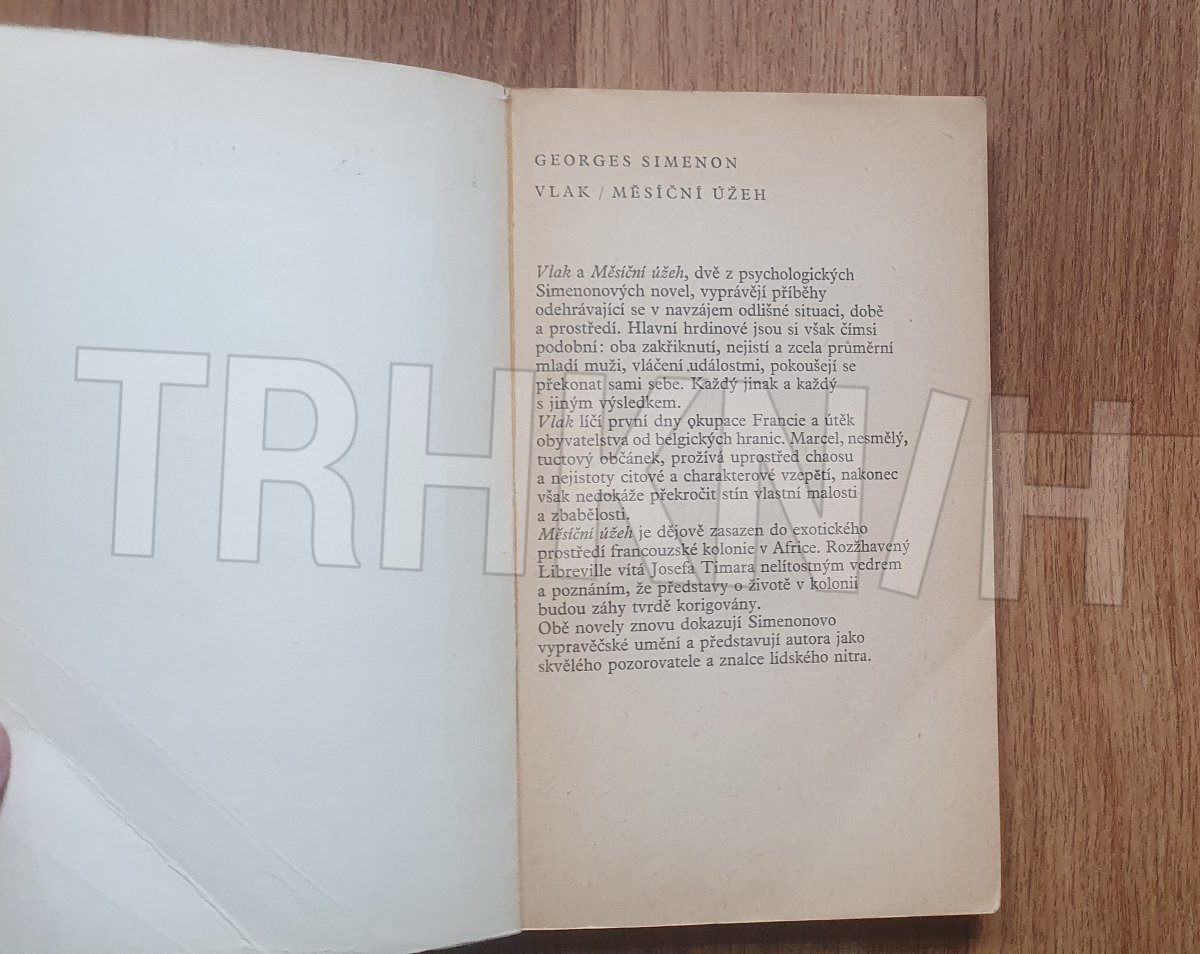 GEORGES SIMENON
VLAK / MĚSÍČNÍ ÚŽEH
Vlak a Měsíční úžeh, dvě z psychologických
Simenonových novel, vyprávějí příběhy
odehrávající se v navzájem odlišné situaci, době
a prostředí. Hlavní hrdinové jsou si však čímsi
podobní: oba zakřiknutí, nejistí a zcela průměrní
mladí muži, vláčení událostmi, pokoušejí se
překonat sami sebe. Každý jinak a každý
s jiným výsledkem.
Vlak líčí první dny okupace Francie a útěk
obyvatelstva od belgických hranic. Marcel, nesmělý,
tuctový občánek, prožívá uprostřed chaosu
a nejistoty citové a charakterové vzepětí, nakonec
však nedokáže překročit stín vlastní malosti
a zbabělosti.
Měsíční úžeh je dějově zasazen do exotického
prostředí francouzské kolonie v Africe. Rozžhavený
Libreville vítá Josefa Timara nelítostným vedrem
a poznáním, že představy o životě v kolonii
budou záhy tvrdě korigovány.
Obě novely znovu dokazují Simenonovo
vypravěčské umění a představují autora jako
skvělého pozorovatele a znalce lidského nitra.
TRHKNIH